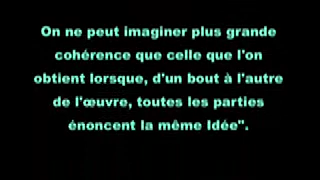 On ne peut imaginer plus grande
cohérence que celle que l'on
obtient lorsque, d'un bout à l'autre
de l'œuvre, toutes les parties
énoncent la même Idée".